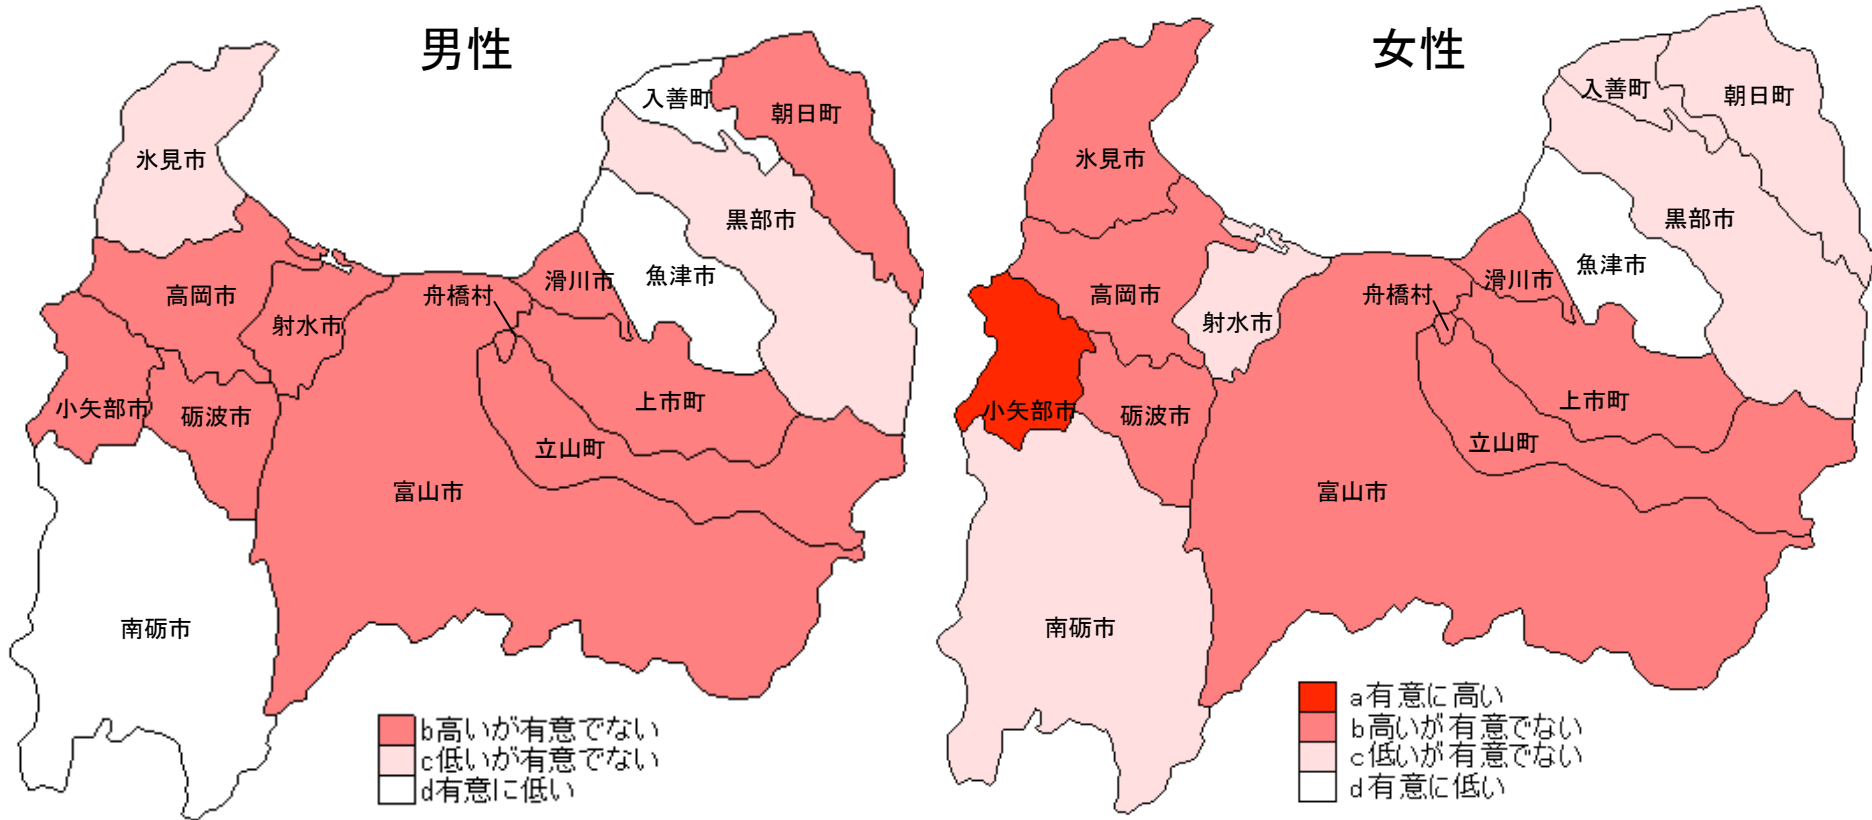 男性
入善町
朝日町
氷見市
黒部市
魚津市
滑川市
高岡市
舟橋村
射水市
小矢部市
砺波市
上市町
立山町
富山市
南砺市
b高いが有意でない
c低いが有意でない
d有意に低い
女性
入善町
朝日町
氷見市
黒部市
魚津市
滑川市
高岡市
舟橋村
射水市
小矢部市
砺波市
上市町
立山町
富山市
南砺市
a有意に高い
b高いが有意でない
c低いが有意でない
d有意に低い